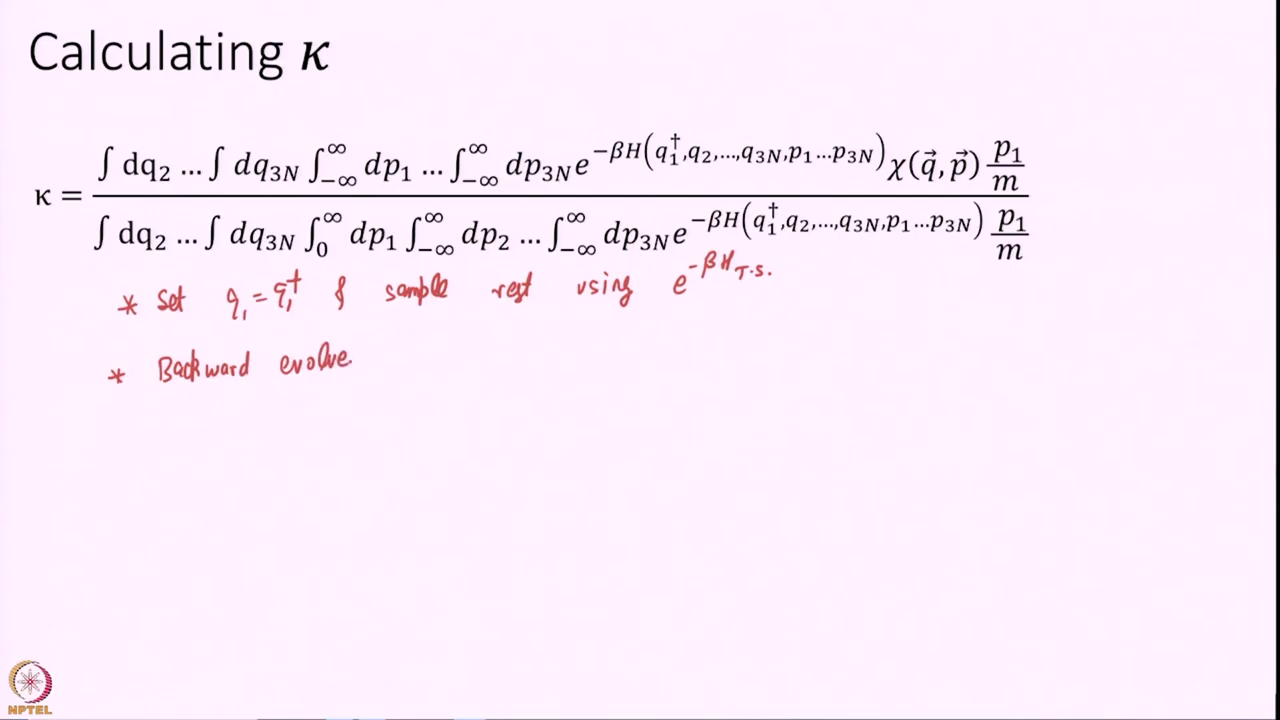 Calculating κ
κ = ∫ dq₂ … ∫ dq₃N ∫₋∞^∞ dp₁ … ∫₋∞^∞ dp₃N e^{−βH(q₁^†,q₂,…,q₃N,p₁…p₃N)} χ(q⃗, p⃗) p₁/m
∫ dq₂ … ∫ dq₃N ∫₀^∞ dp₁ ∫₋∞^∞ dp₂ … ∫₋∞^∞ dp₃N e^{−βH(q₁^†,q₂,…,q₃N,p₁…p₃N)} p₁/m
* Set q₁ = q₁^† & sample rest using e^{−βH_{T.S.}}
* Backward evolve
NPTEL